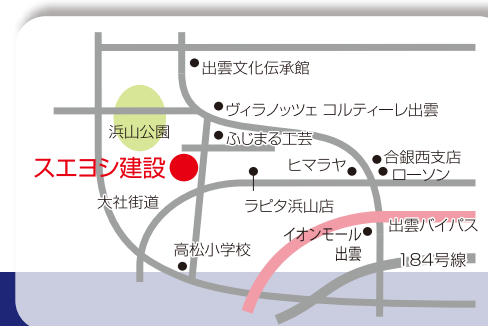 出雲文化伝承館
ヴィラノッツェ コルティーレ出雲
浜山公園
ふじまる工芸
スエヨシ建設
ヒマラヤ
合銀西支店
ローソン
大社街道
ラピタ浜山店
出雲バイパス
イオンモール
出雲
高松小学校
184号線